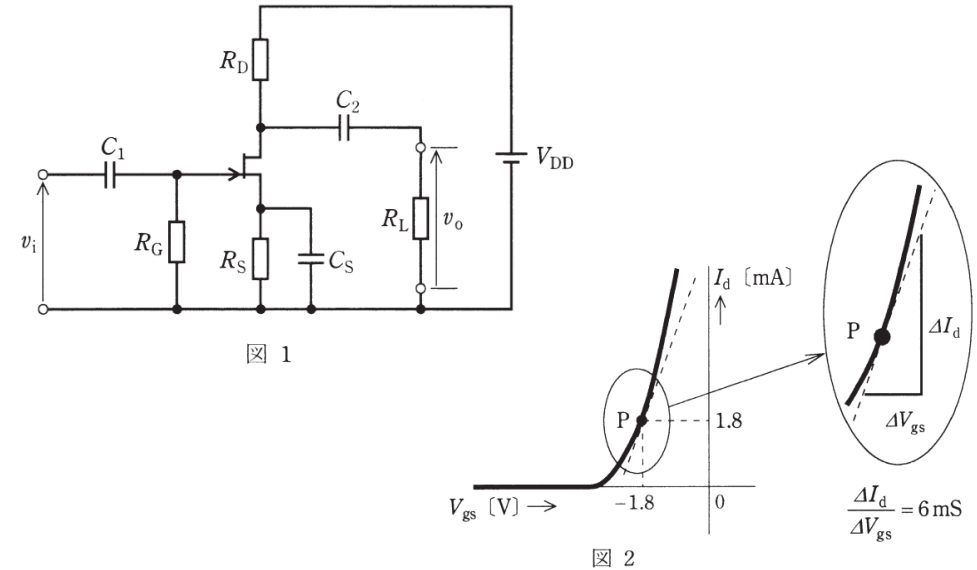 R_D
C_2
C_1
V_DD
v_i
R_G
R_S
C_S
R_L
v_o
図 1
I_d〔mA〕
P
1.8
V_gs〔V〕
−1.8
0
図 2
P
ΔI_d
ΔV_gs
ΔI_d/ΔV_gs = 6 mS